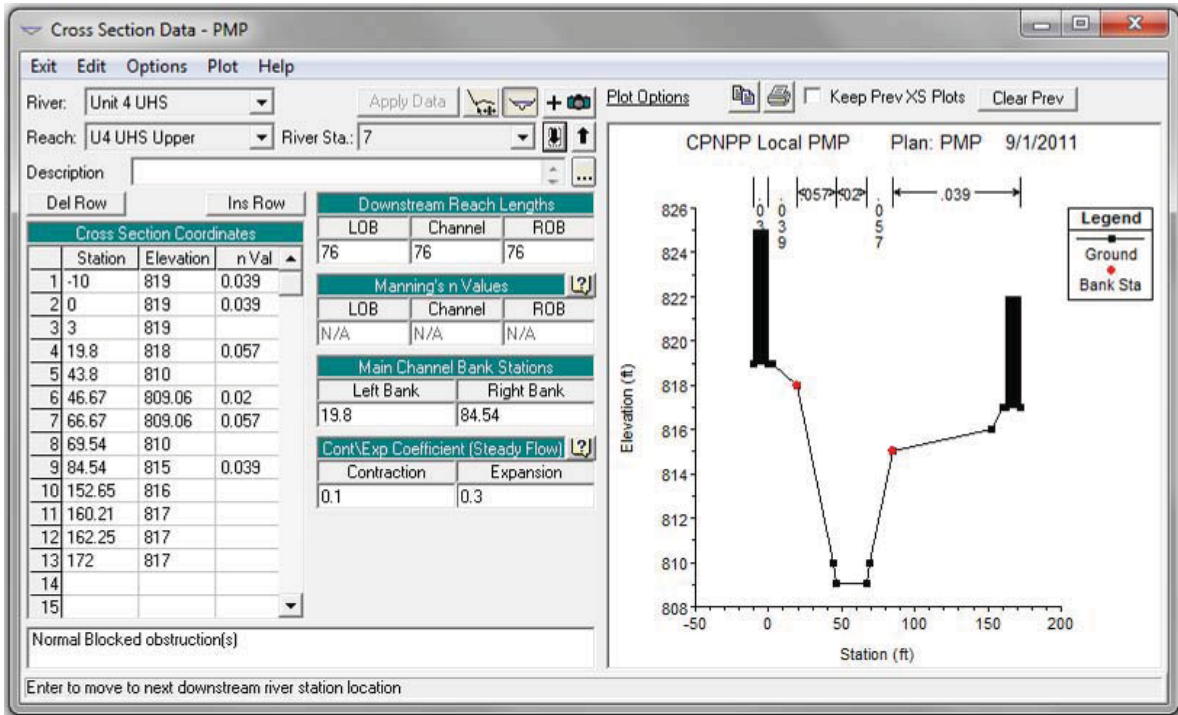 Cross Section Data - PMP
Exit Edit Options Plot Help
River: Unit 4 UHS Apply Data + Plot Options Keep Prev XS Plots Clear Prev
Reach: U4 UHS Upper River Sta.: 7
Description ...
Del Row Ins Row
Cross Section Coordinates
Station Elevation n Val
1 -10 819 0.039
2 0 819 0.039
3 3 819
4 19.8 818 0.057
5 43.8 810
6 46.67 809.06 0.02
7 66.67 809.06 0.057
8 69.54 810
9 84.54 815 0.039
10 152.65 816
11 160.21 817
12 162.25 817
13 172 817
14
15
Downstream Reach Lengths
LOB Channel ROB
76 76 76
Manning's n Values
LOB Channel ROB
N/A N/A N/A
Main Channel Bank Stations
Left Bank Right Bank
19.8 84.54
Cont\Exp Coefficient (Steady Flow)
Contraction Expansion
0.1 0.3
Normal Blocked obstruction(s)
Enter to move to next downstream river station location
CPNPP Local PMP Plan: PMP 9/1/2011
.03 .039 .057 .02 .057 .039
826
824
822
820
818
816
814
812
810
808
-50 0 50 100 150 200
Elevation (ft)
Station (ft)
Legend
Ground
Bank Sta